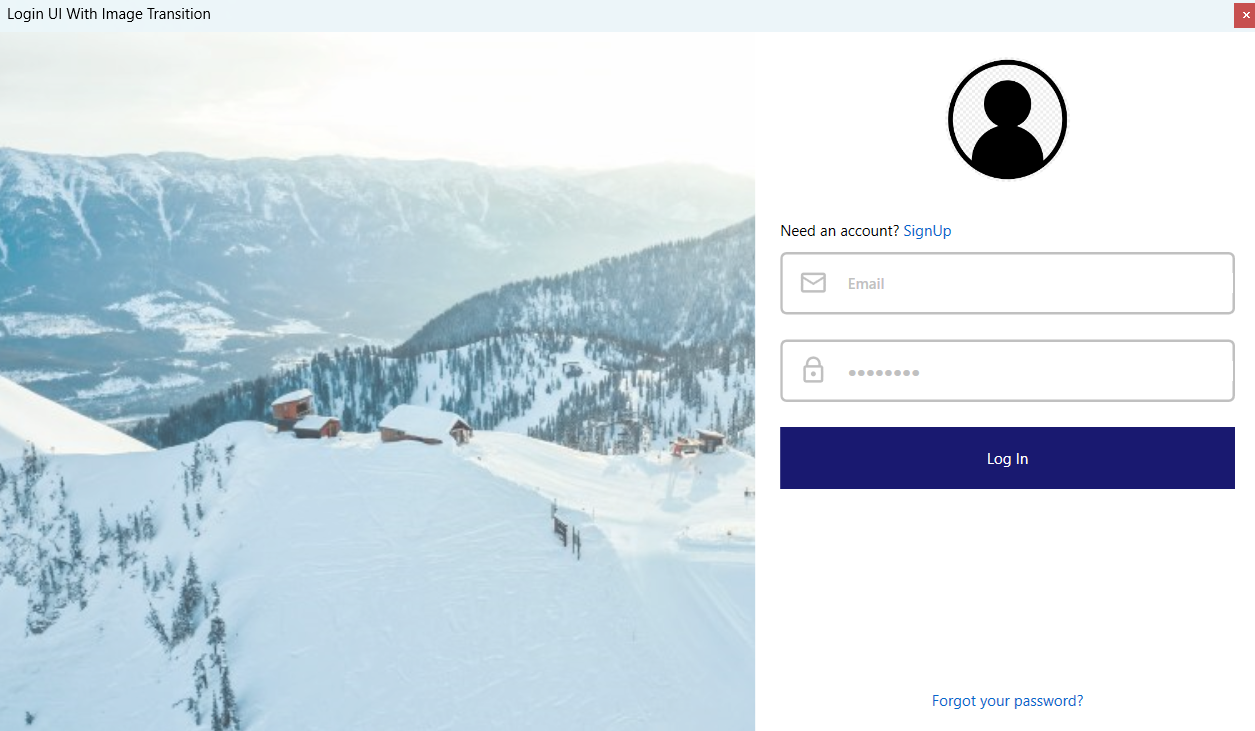 Login UI With Image Transition
Need an account? SignUp
Email
••••••••
Log In
Forgot your password?